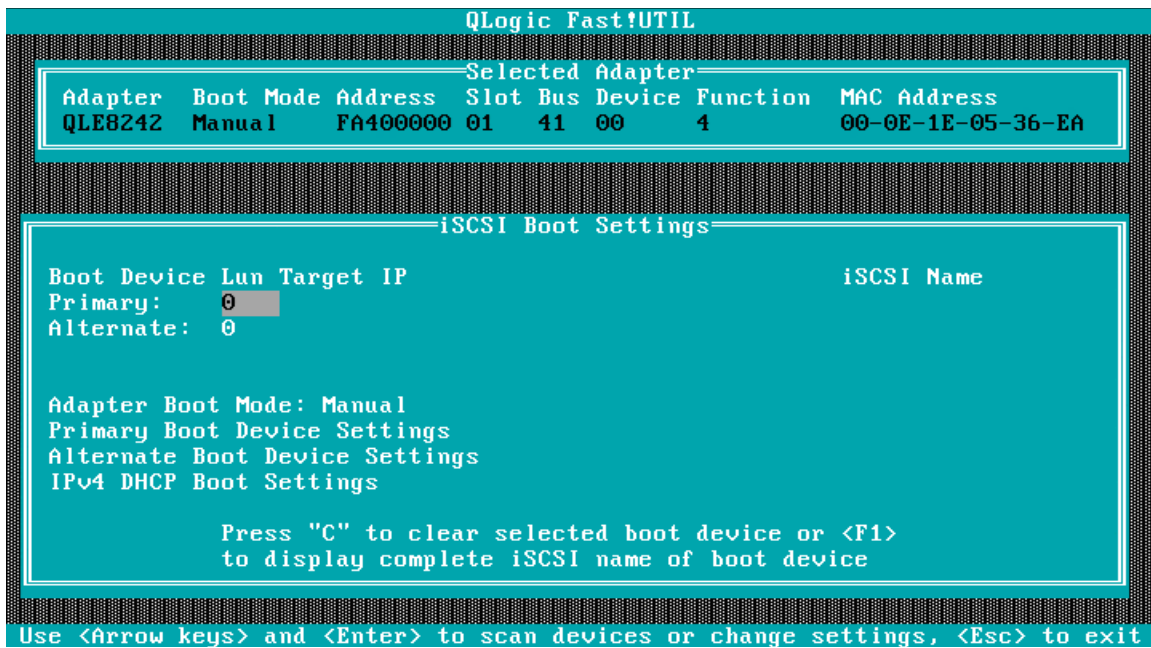 QLogic Fast!UTIL
Selected Adapter
Adapter Boot Mode Address Slot Bus Device Function MAC Address
QLE8242 Manual FA400000 01 41 00 4 00-0E-1E-05-36-EA
iSCSI Boot Settings
Boot Device Lun Target IP iSCSI Name
Primary: 0
Alternate: 0
Adapter Boot Mode: Manual
Primary Boot Device Settings
Alternate Boot Device Settings
IPv4 DHCP Boot Settings
Press "C" to clear selected boot device or <F1>
to display complete iSCSI name of boot device
Use <Arrow keys> and <Enter> to scan devices or change settings, <Esc> to exit